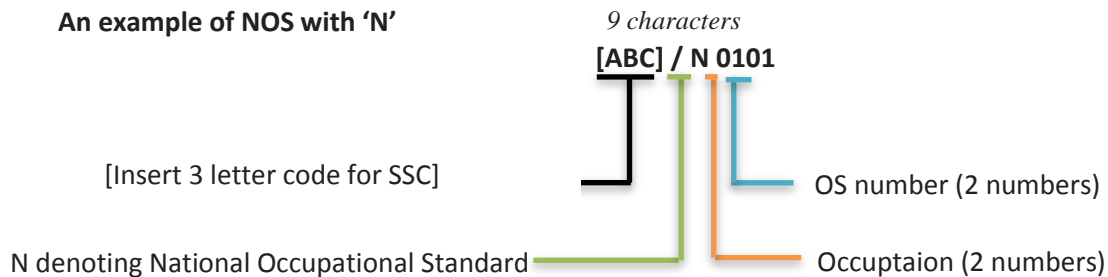 An example of NOS with ‘N’
9 characters
[ABC] / N 0101
[Insert 3 letter code for SSC]
OS number (2 numbers)
N denoting National Occupational Standard
Occuptaion (2 numbers)